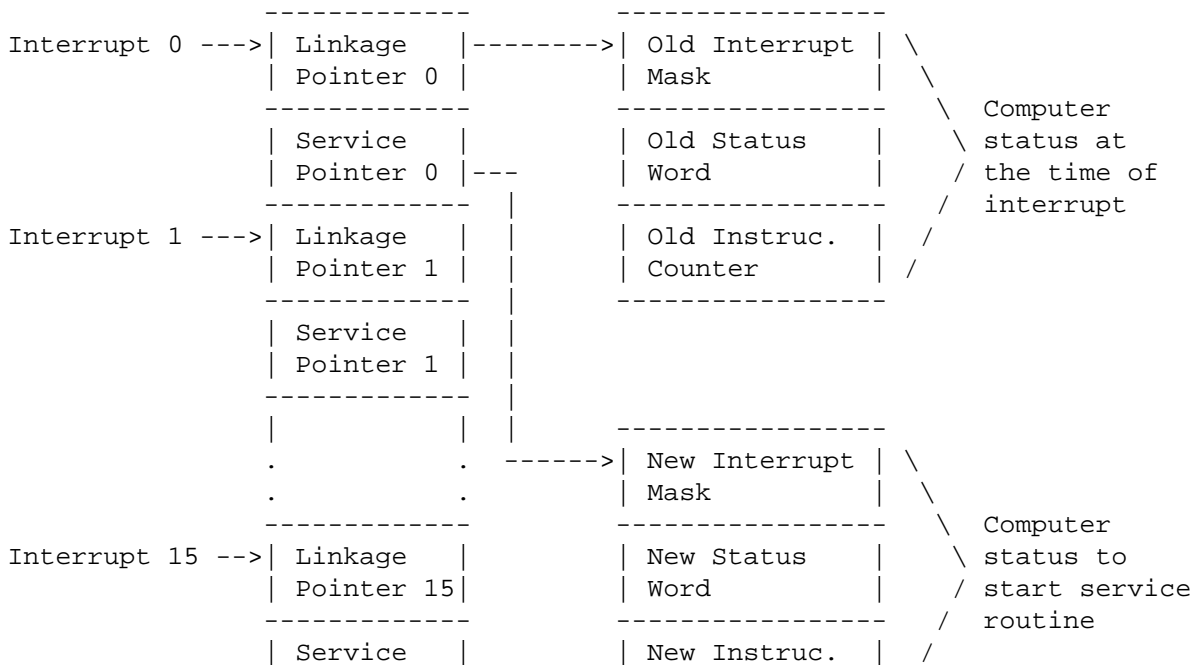 -------------             -----------------
Interrupt 0 --->| Linkage   |-------->| Old Interrupt | \
| Pointer 0 |         | Mask          |  \
-------------         -----------------   \  Computer
| Service   |         | Old Status    |    \ status at
| Pointer 0 |---      | Word          |    / the time of
-------------  |      -----------------   /  interrupt
Interrupt 1 --->| Linkage   |  |      | Old Instruc.  |  /
| Pointer 1 |  |      | Counter       | /
-------------  |      -----------------
| Service   |  |
| Pointer 1 |  |
-------------  |
|           |  |      -----------------
.           .  ------>| New Interrupt | \
.           .         | Mask          |  \
-------------         -----------------   \  Computer
Interrupt 15 -->| Linkage   |         | New Status    |    \ status to
| Pointer 15|         | Word          |    / start service
-------------         -----------------   /  routine
| Service   |         | New Instruc.  |  /